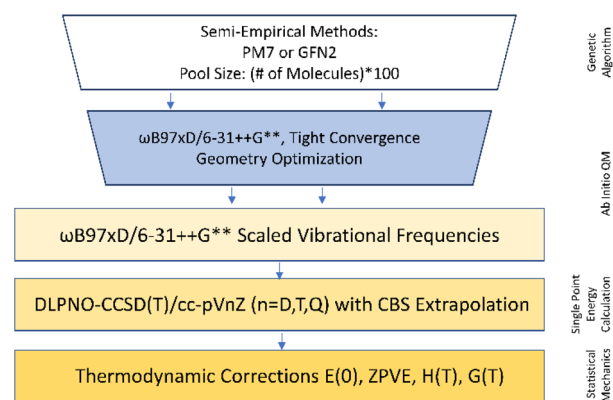 Semi-Empirical Methods:
PM7 or GFN2
Pool Size: (# of Molecules)*100
Genetic
Algorithm
ωB97xD/6-31++G**, Tight Convergence
Geometry Optimization
Ab Initio QM
ωB97xD/6-31++G** Scaled Vibrational Frequencies
DLPNO-CCSD(T)/cc-pVnZ (n=D,T,Q) with CBS Extrapolation
Single Point
Energy
Calculation
Thermodynamic Corrections E(0), ZPVE, H(T), G(T)
Statistical
Mechanics